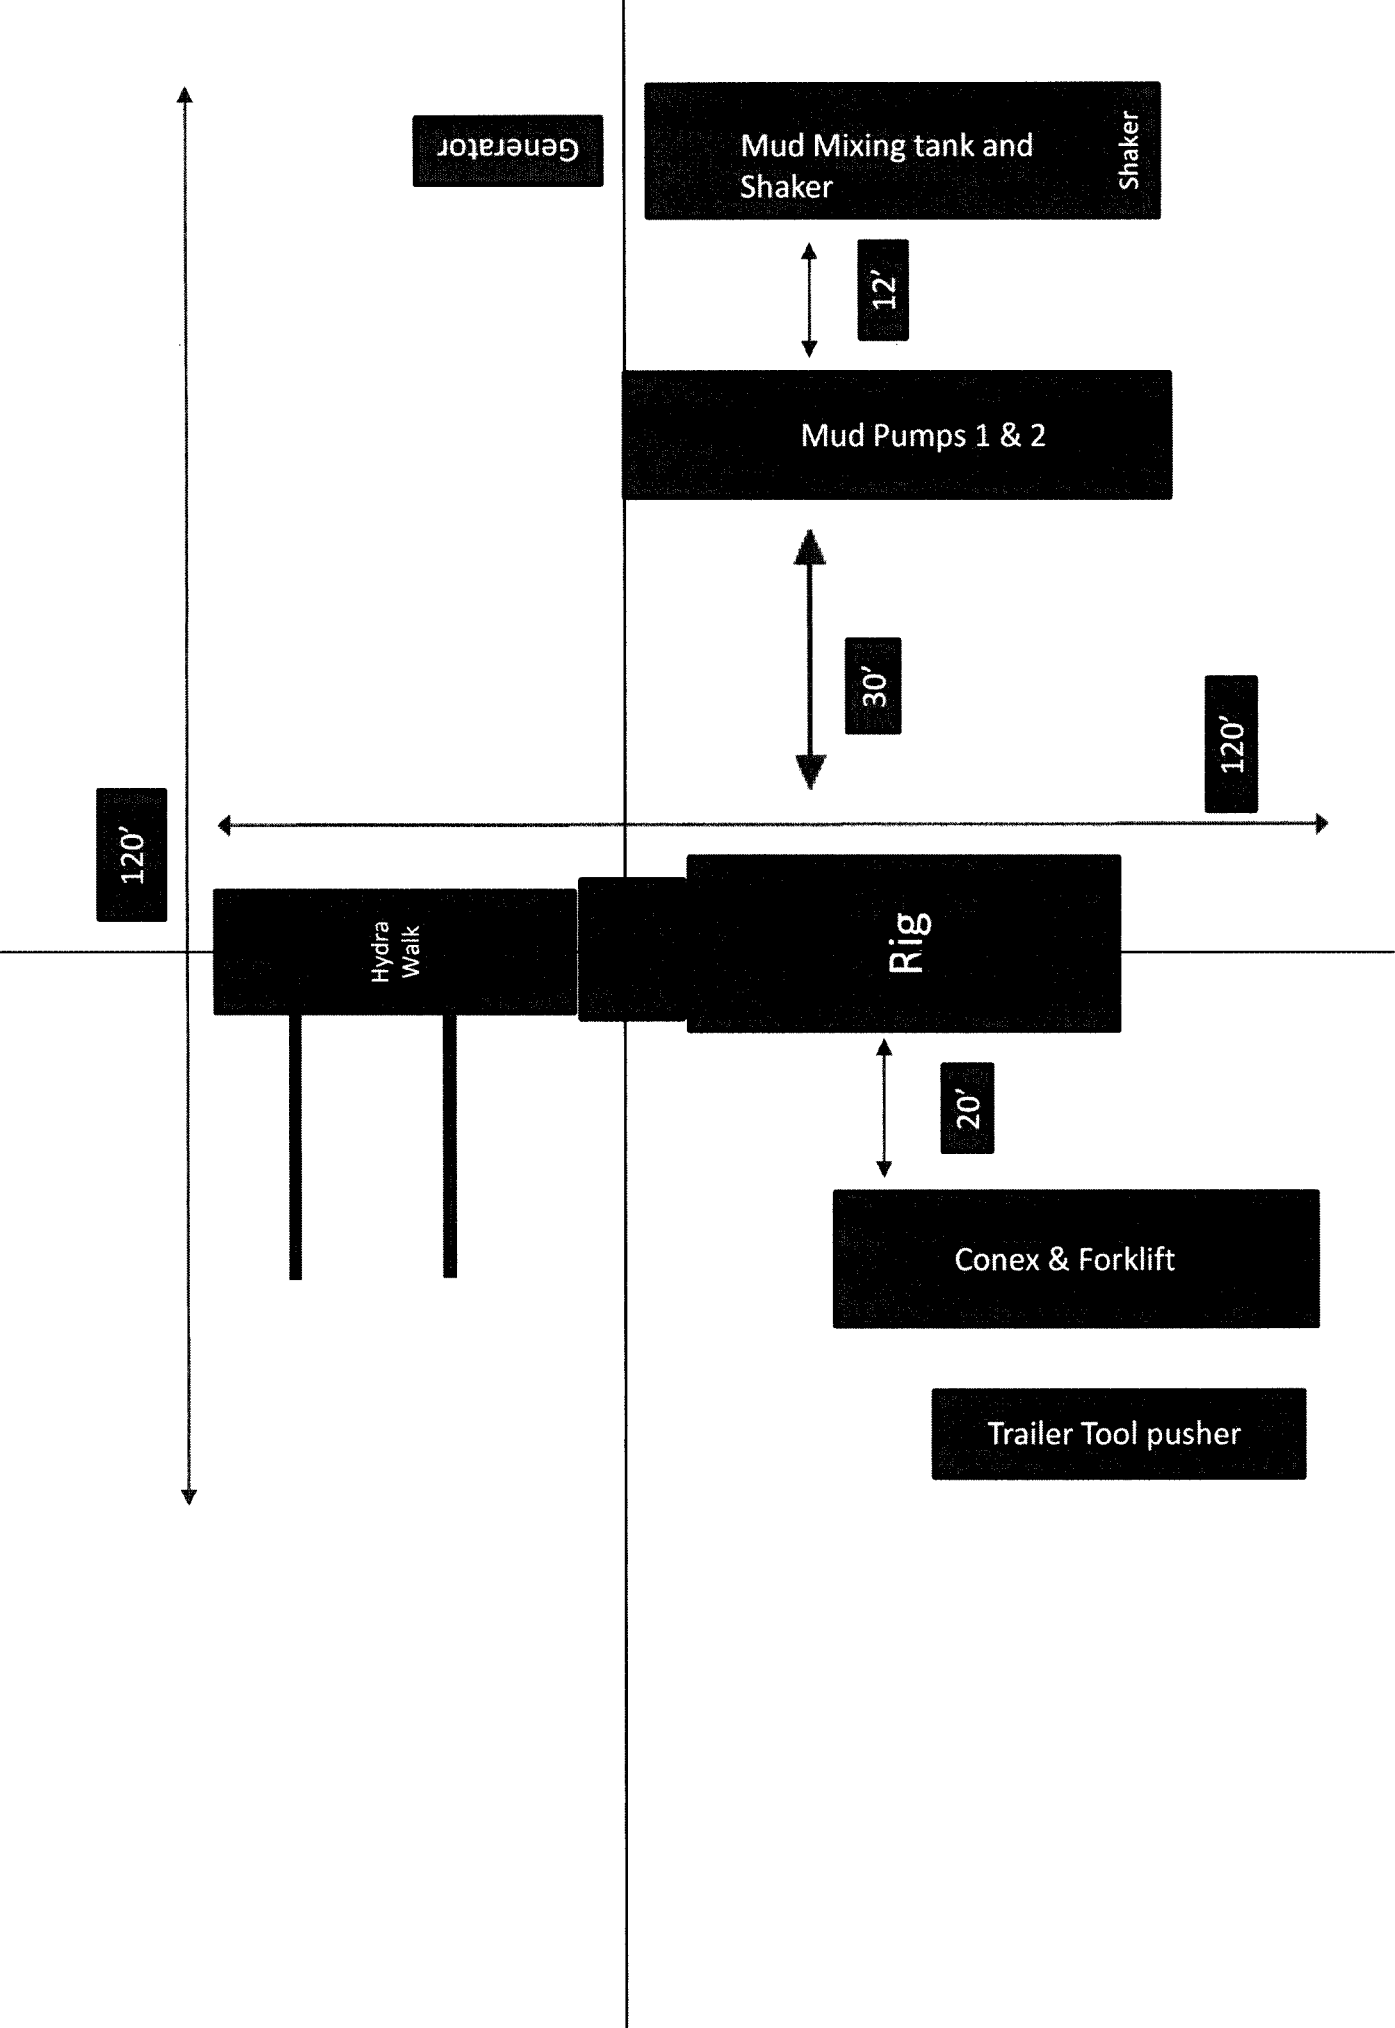 Generator
Mud Mixing tank and
Shaker
Shaker
12'
Mud Pumps 1 & 2
30'
120'
120'
Hydra
Walk
Rig
20'
Conex & Forklift
Trailer Tool pusher